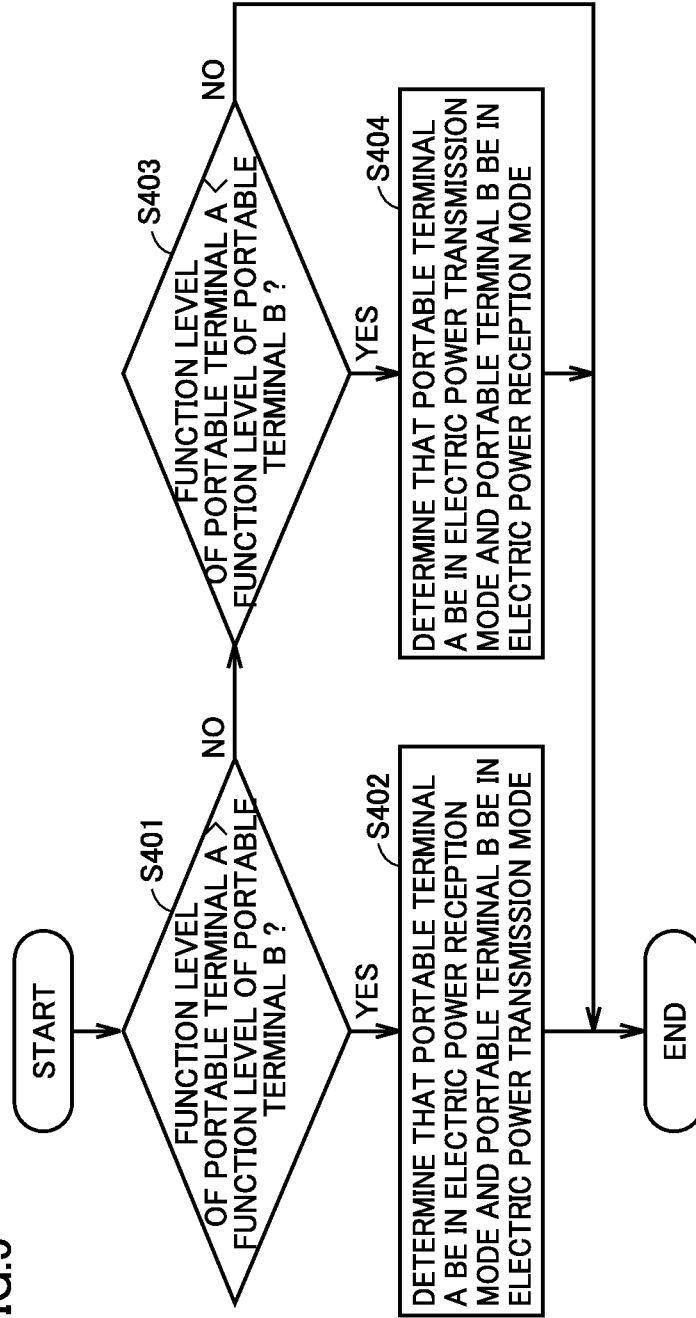 START
S401
FUNCTION LEVEL
OF PORTABLE TERMINAL A >
FUNCTION LEVEL OF PORTABLE
TERMINAL B ?
NO
YES
S402
DETERMINE THAT PORTABLE TERMINAL
A BE IN ELECTRIC POWER RECEPTION
MODE AND PORTABLE TERMINAL B BE IN
ELECTRIC POWER TRANSMISSION MODE
S403
FUNCTION LEVEL
OF PORTABLE TERMINAL A <
FUNCTION LEVEL OF PORTABLE
TERMINAL B ?
NO
YES
S404
DETERMINE THAT PORTABLE TERMINAL
A BE IN ELECTRIC POWER TRANSMISSION
MODE AND PORTABLE TERMINAL B BE IN
ELECTRIC POWER RECEPTION MODE
END